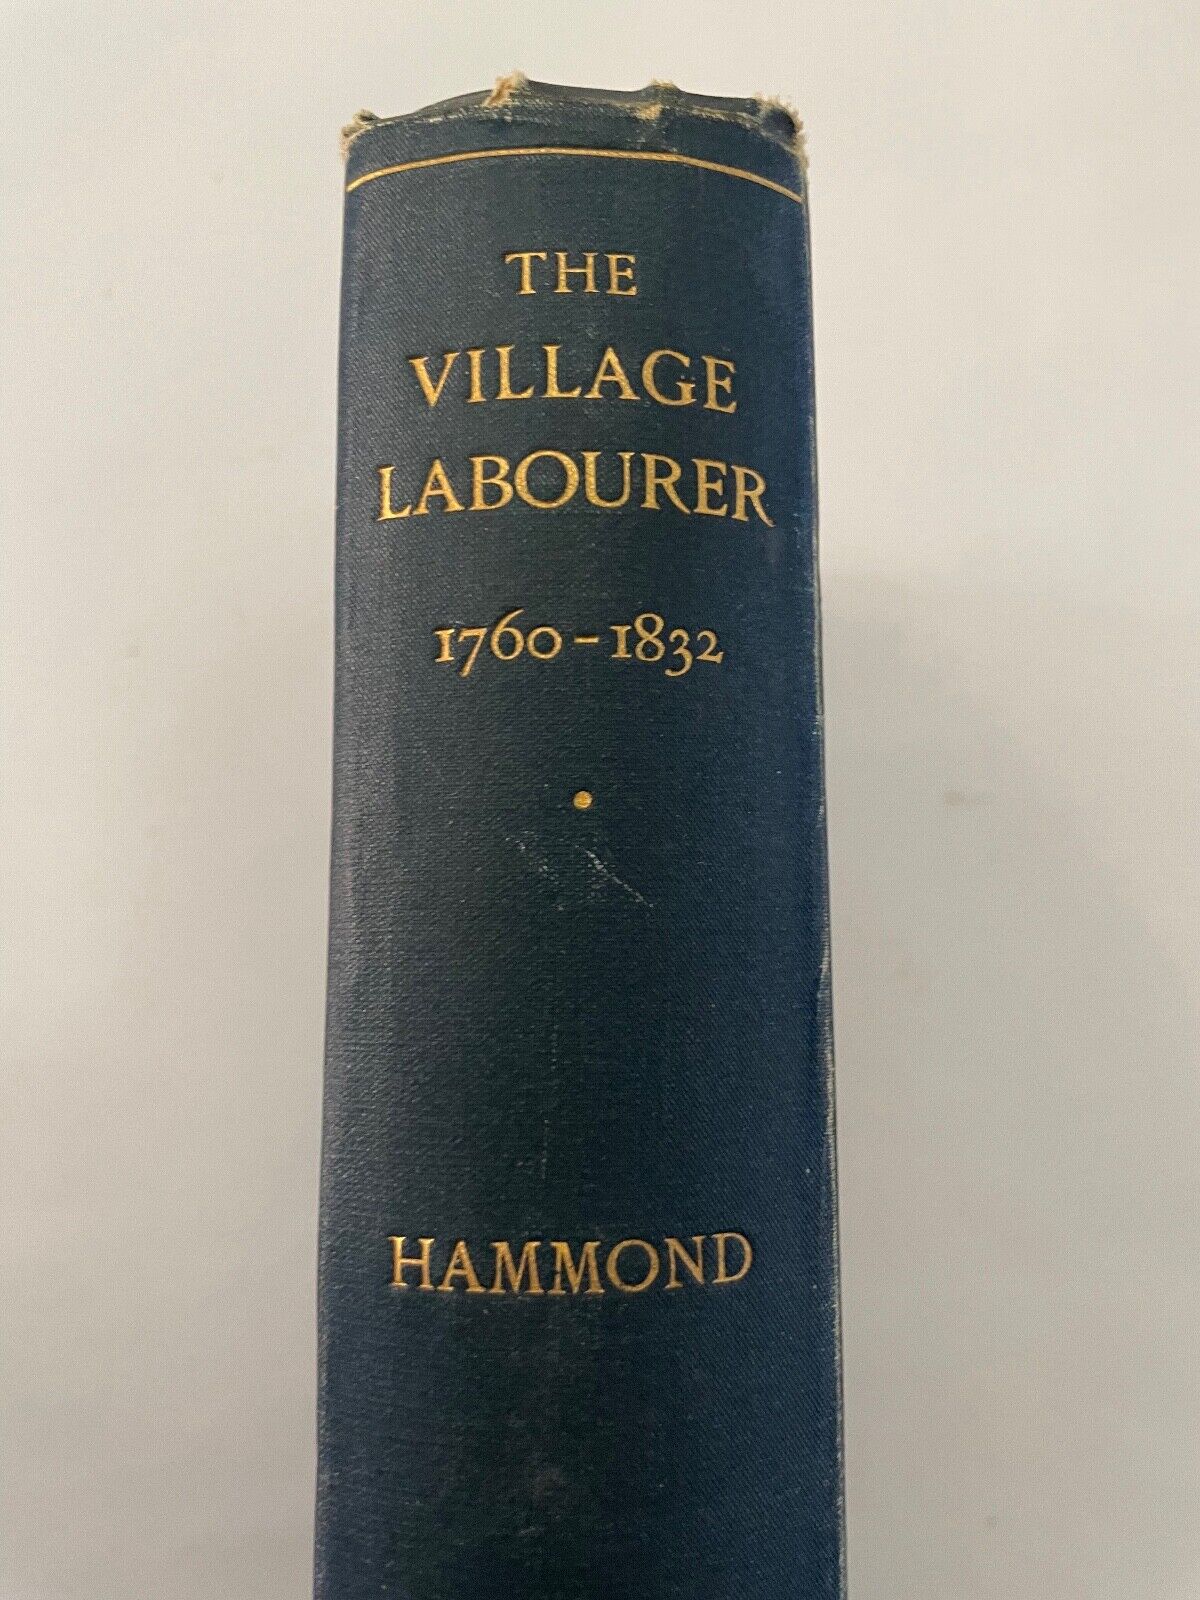 THE
VILLAGE
LABOURER
1760-1832
HAMMOND